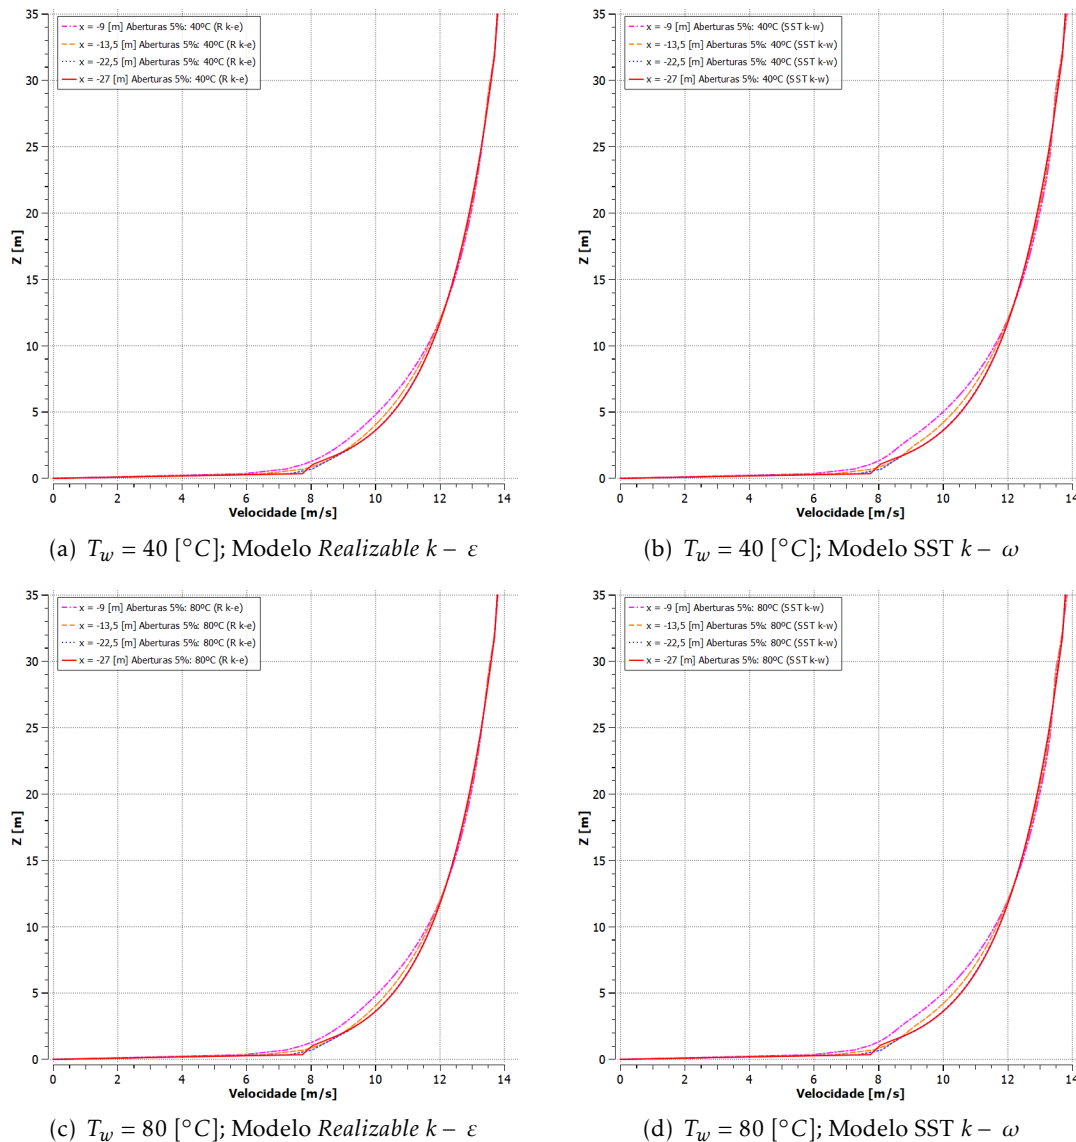 35
30
25
20
15
10
5
0
Z [m]
x = -9 [m] Aberturas 5%: 40ºC (R k-e)
x = -13,5 [m] Aberturas 5%: 40ºC (R k-e)
x = -22,5 [m] Aberturas 5%: 40ºC (R k-e)
x = -27 [m] Aberturas 5%: 40ºC (R k-e)
0 2 4 6 8 10 12 14
Velocidade [m/s]
(a) T_w = 40 [°C]; Modelo Realizable k − ε
35
30
25
20
15
10
5
0
Z [m]
x = -9 [m] Aberturas 5%: 40ºC (SST k-w)
x = -13,5 [m] Aberturas 5%: 40ºC (SST k-w)
x = -22,5 [m] Aberturas 5%: 40ºC (SST k-w)
x = -27 [m] Aberturas 5%: 40ºC (SST k-w)
0 2 4 6 8 10 12 14
Velocidade [m/s]
(b) T_w = 40 [°C]; Modelo SST k − ω
35
30
25
20
15
10
5
0
Z [m]
x = -9 [m] Aberturas 5%: 80ºC (R k-e)
x = -13,5 [m] Aberturas 5%: 80ºC (R k-e)
x = -22,5 [m] Aberturas 5%: 80ºC (R k-e)
x = -27 [m] Aberturas 5%: 80ºC (R k-e)
0 2 4 6 8 10 12 14
Velocidade [m/s]
(c) T_w = 80 [°C]; Modelo Realizable k − ε
35
30
25
20
15
10
5
0
Z [m]
x = -9 [m] Aberturas 5%: 80ºC (SST k-w)
x = -13,5 [m] Aberturas 5%: 80ºC (SST k-w)
x = -22,5 [m] Aberturas 5%: 80ºC (SST k-w)
x = -27 [m] Aberturas 5%: 80ºC (SST k-w)
0 2 4 6 8 10 12 14
Velocidade [m/s]
(d) T_w = 80 [°C]; Modelo SST k − ω